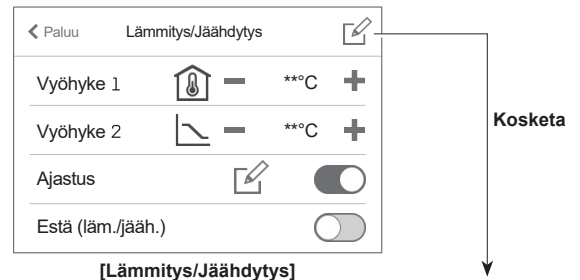 Paluu Lämmitys/Jäähdytys
Vyöhyke 1 **°C
Vyöhyke 2 **°C
Kosketa
Ajastus
Estä (läm./jääh.)
[Lämmitys/Jäähdytys]